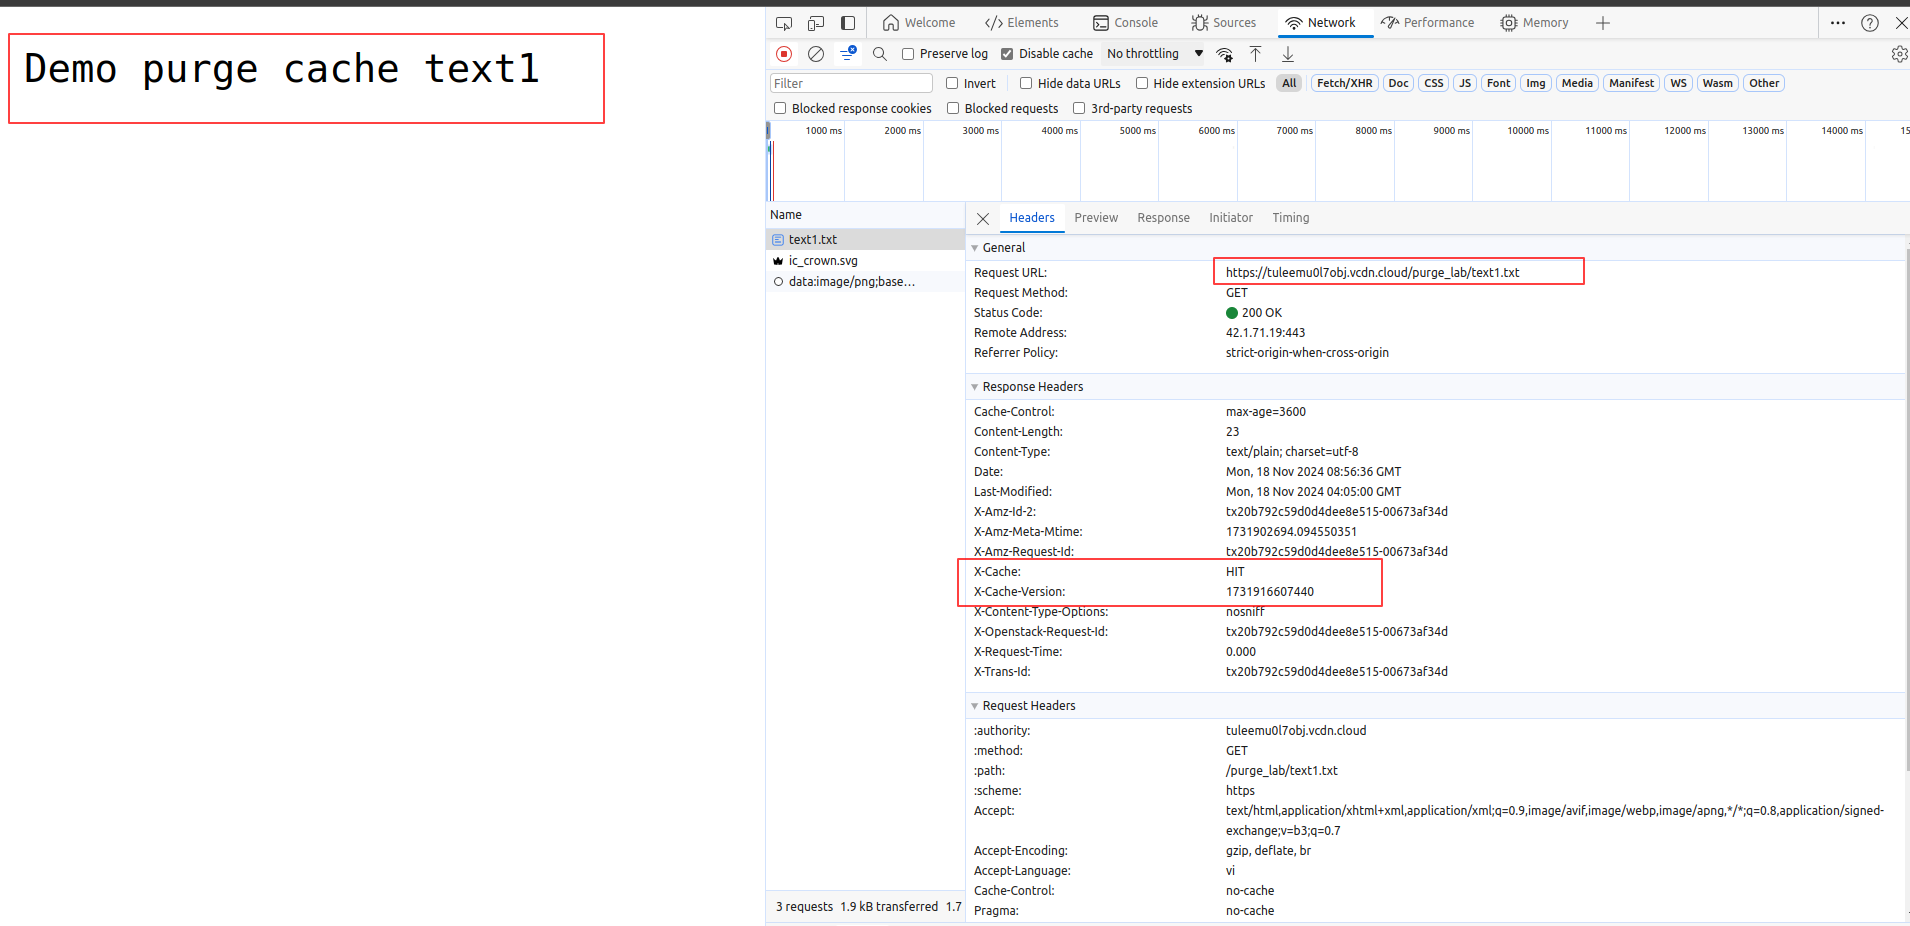 Demo purge cache text1
Welcome Elements Console Sources Network Performance Memory
Preserve log Disable cache No throttling
Filter Invert Hide data URLs Hide extension URLs All Fetch/XHR Doc CSS JS Font Img Media Manifest WS Wasm Other
Blocked response cookies Blocked requests 3rd-party requests
1000 ms 2000 ms 3000 ms 4000 ms 5000 ms 6000 ms 7000 ms 8000 ms 9000 ms 10000 ms 11000 ms 12000 ms 13000 ms 14000 ms 15
Name
text1.txt
ic_crown.svg
data:image/png;base…
3 requests 1.9 kB transferred 1.7
Headers Preview Response Initiator Timing
General
Request URL: https://tuleemu0l7obj.vcdn.cloud/purge_lab/text1.txt
Request Method: GET
Status Code: 200 OK
Remote Address: 42.1.71.19:443
Referrer Policy: strict-origin-when-cross-origin
Response Headers
Cache-Control: max-age=3600
Content-Length: 23
Content-Type: text/plain; charset=utf-8
Date: Mon, 18 Nov 2024 08:56:36 GMT
Last-Modified: Mon, 18 Nov 2024 04:05:00 GMT
X-Amz-Id-2: tx20b792c59d0d4dee8e515-00673af34d
X-Amz-Meta-Mtime: 1731902694.094550351
X-Amz-Request-Id: tx20b792c59d0d4dee8e515-00673af34d
X-Cache: HIT
X-Cache-Version: 1731916607440
X-Content-Type-Options: nosniff
X-Openstack-Request-Id: tx20b792c59d0d4dee8e515-00673af34d
X-Request-Time: 0.000
X-Trans-Id: tx20b792c59d0d4dee8e515-00673af34d
Request Headers
:authority: tuleemu0l7obj.vcdn.cloud
:method: GET
:path: /purge_lab/text1.txt
:scheme: https
Accept: text/html,application/xhtml+xml,application/xml;q=0.9,image/avif,image/webp,image/apng,*/*;q=0.8,application/signed-
exchange;v=b3;q=0.7
Accept-Encoding: gzip, deflate, br
Accept-Language: vi
Cache-Control: no-cache
Pragma: no-cache